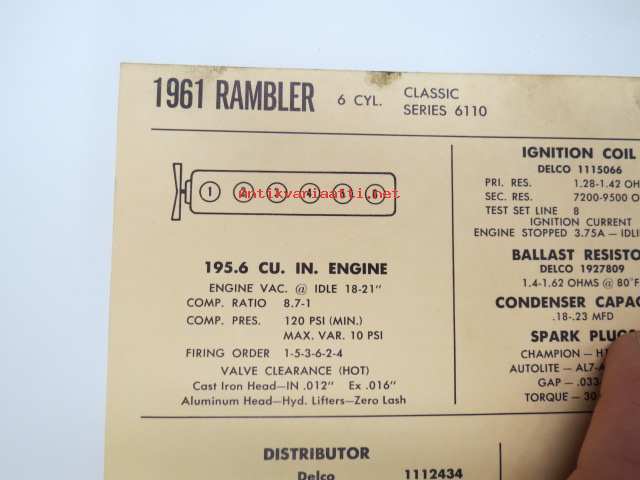 1961 RAMBLER 6 CYL. CLASSIC SERIES 6110
1 2 3 4 5 6
Antikvariaatti.net
195.6 CU. IN. ENGINE
ENGINE VAC. @ IDLE 18-21"
COMP. RATIO 8.7-1
COMP. PRES. 120 PSI (MIN.)
MAX. VAR. 10 PSI
FIRING ORDER 1-5-3-6-2-4
VALVE CLEARANCE (HOT)
Cast Iron Head—IN .012" Ex .016"
Aluminum Head—Hyd. Lifters—Zero Lash
IGNITION COIL
DELCO 1115066
PRI. RES. 1.28-1.42
SEC. RES. 7200-9500
TEST SET LINE 8
IGNITION CURRENT
ENGINE STOPPED 3.75A —
BALLAST
DELCO 1927809
1.4-1.62 OHMS @ 80°F
CONDENSER
.18-.23 MFD
SPARK
CHAMPION —
AUTOLITE —
GAP —
TORQUE —
DISTRIBUTOR
Delco 1112434